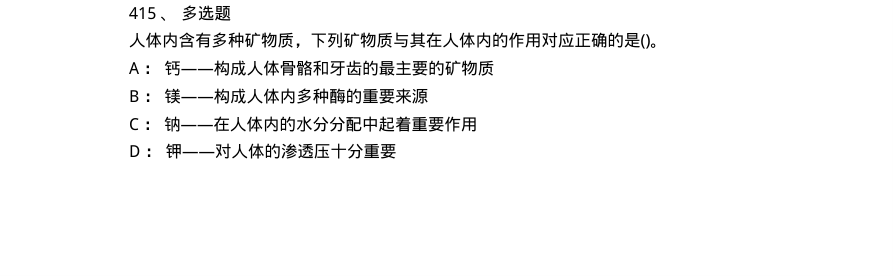 415 、 多选题
人体内含有多种矿物质，下列矿物质与其在人体内的作用对应正确的是()。
A ： 钙——构成人体骨骼和牙齿的最主要的矿物质
B ： 镁——构成人体内多种酶的重要来源
C ： 钠——在人体内的水分分配中起着重要作用
D ： 钾——对人体的渗透压十分重要